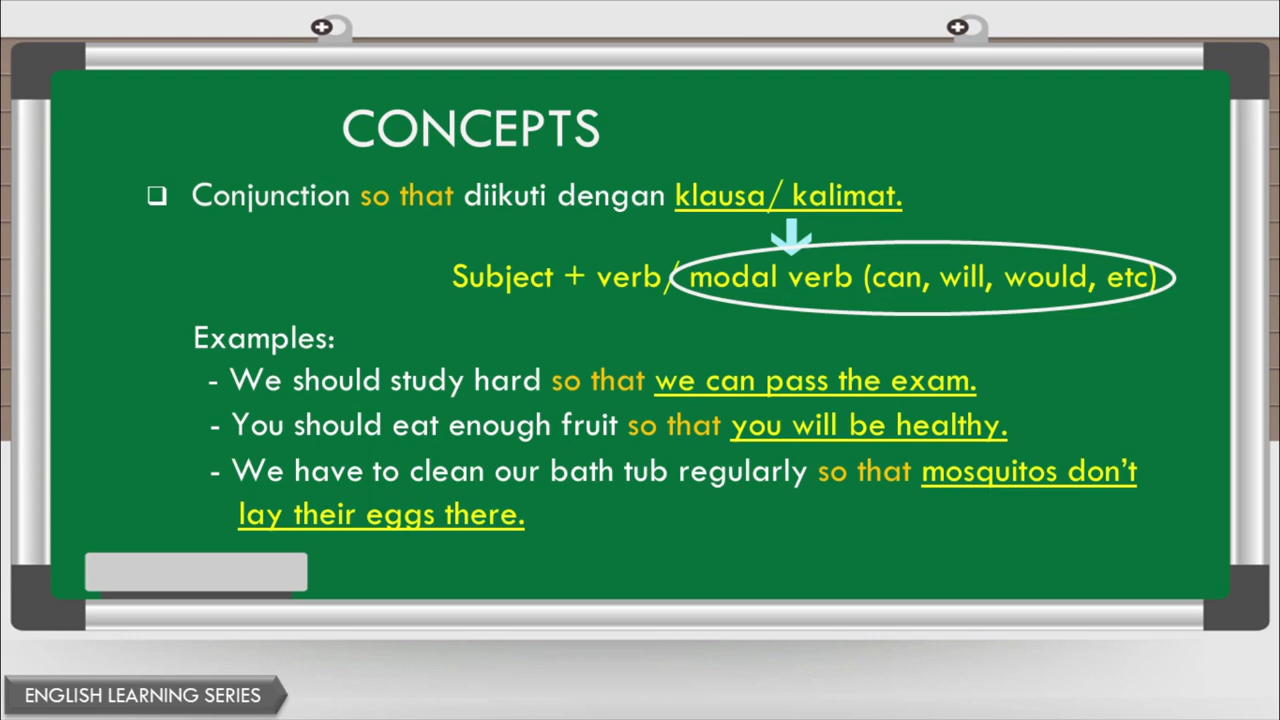 CONCEPTS
❑ Conjunction so that diikuti dengan klausa/ kalimat.
Subject + verb/ modal verb (can, will, would, etc)
Examples:
- We should study hard so that we can pass the exam.
- You should eat enough fruit so that you will be healthy.
- We have to clean our bath tub regularly so that mosquitos don't
lay their eggs there.
ENGLISH LEARNING SERIES